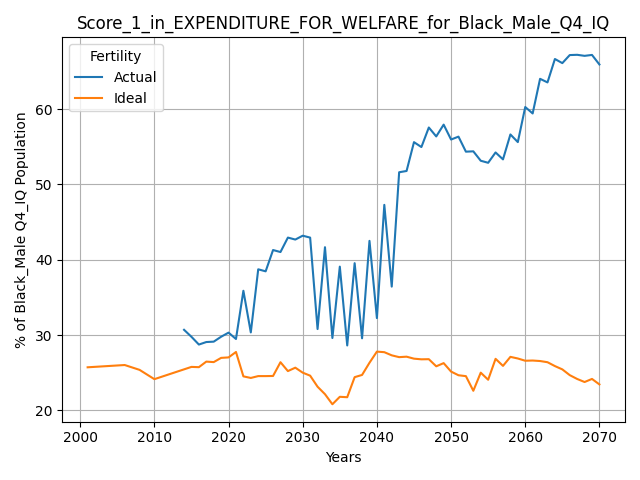 Score_1_in_EXPENDITURE_FOR_WELFARE_for_Black_Male_Q4_IQ
Fertility
Actual
Ideal
% of Black_Male Q4_IQ Population
60
50
40
30
20
2000 2010 2020 2030 2040 2050 2060 2070
Years